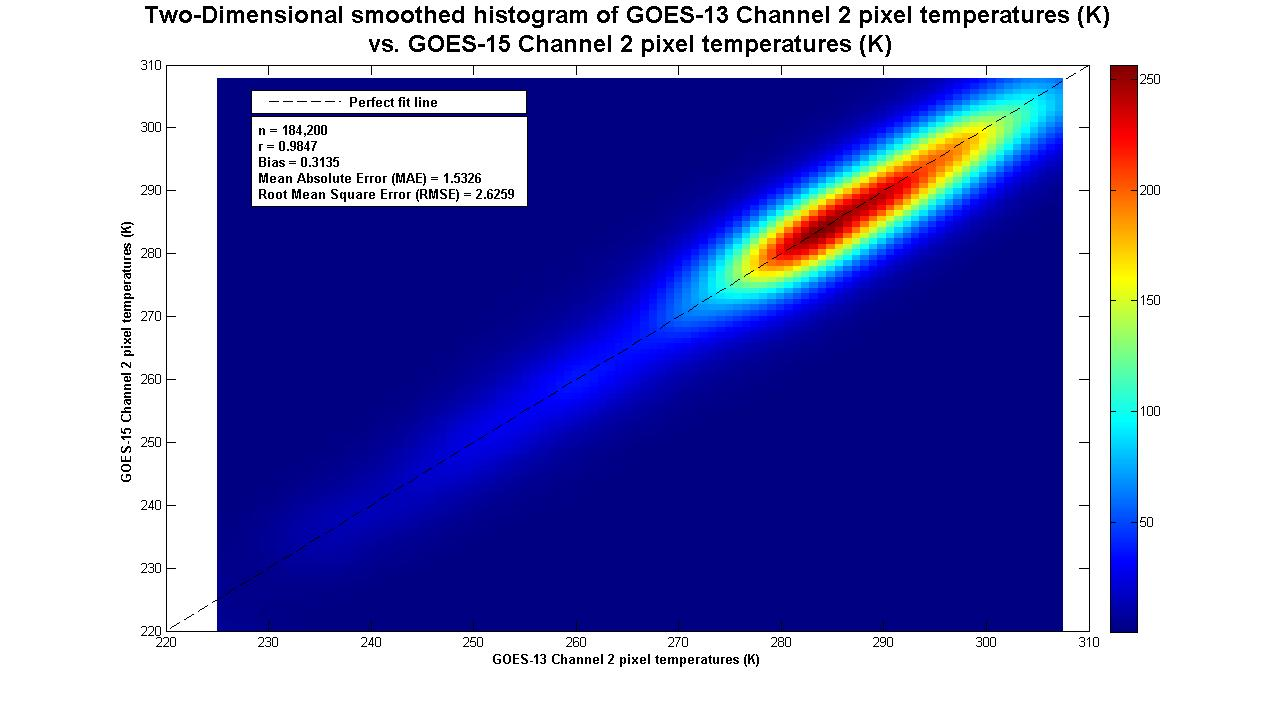 Two-Dimensional smoothed histogram of GOES-13 Channel 2 pixel temperatures (K)
vs. GOES-15 Channel 2 pixel temperatures (K)
Perfect fit line
n = 184,200
r = 0.9847
Bias = 0.3135
Mean Absolute Error (MAE) = 1.5326
Root Mean Square Error (RMSE) = 2.6259
GOES-15 Channel 2 pixel temperatures (K)
310
300
290
280
270
260
250
240
230
220
220 230 240 250 260 270 280 290 300 310
GOES-13 Channel 2 pixel temperatures (K)
250
200
150
100
50